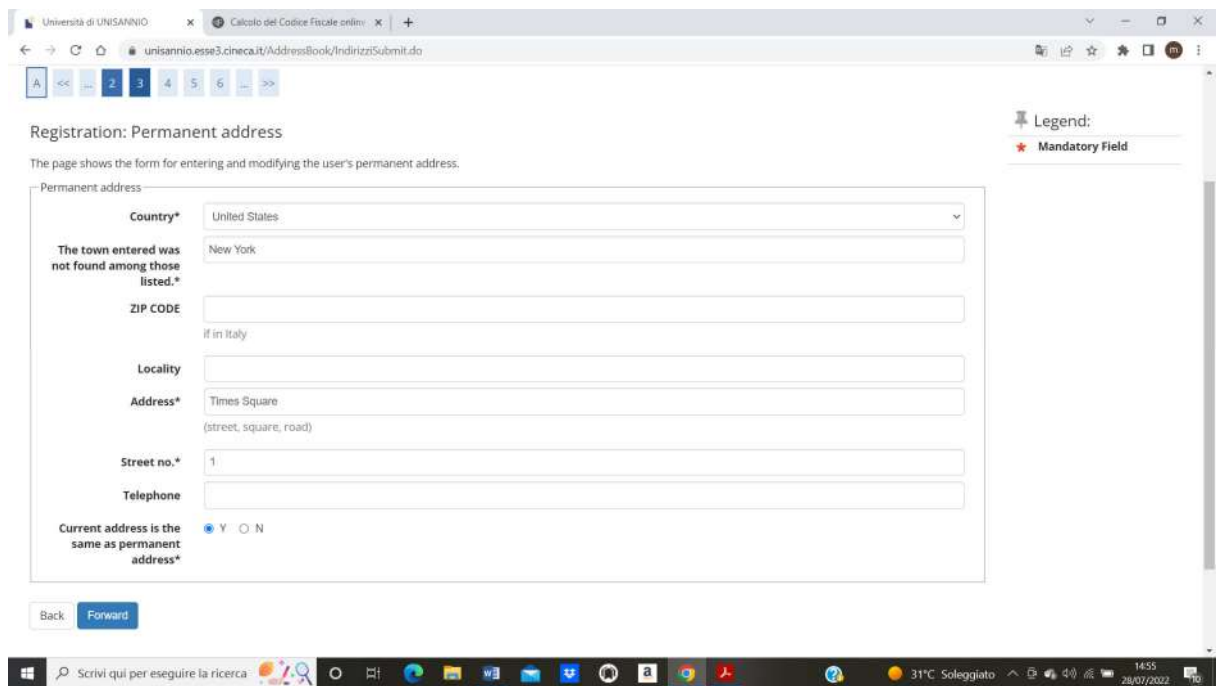 Università di UNISANNIO
Calcolo del Codice Fiscale online
unisannio.esse3.cineca.it/AddressBook/IndirizziSubmit.do
m
A << ... 2 3 4 5 6 ... >>
Registration: Permanent address
Legend:
Mandatory Field
The page shows the form for entering and modifying the user's permanent address.
Permanent address
Country* United States
The town entered was New York
not found among those
listed.*
ZIP CODE
if in Italy
Locality
Address* Times Square
(street, square, road)
Street no.* 1
Telephone
Current address is the Y N
same as permanent
address*
Back Forward
Scrivi qui per eseguire la ricerca 31°C Soleggiato 14:55
28/07/2022